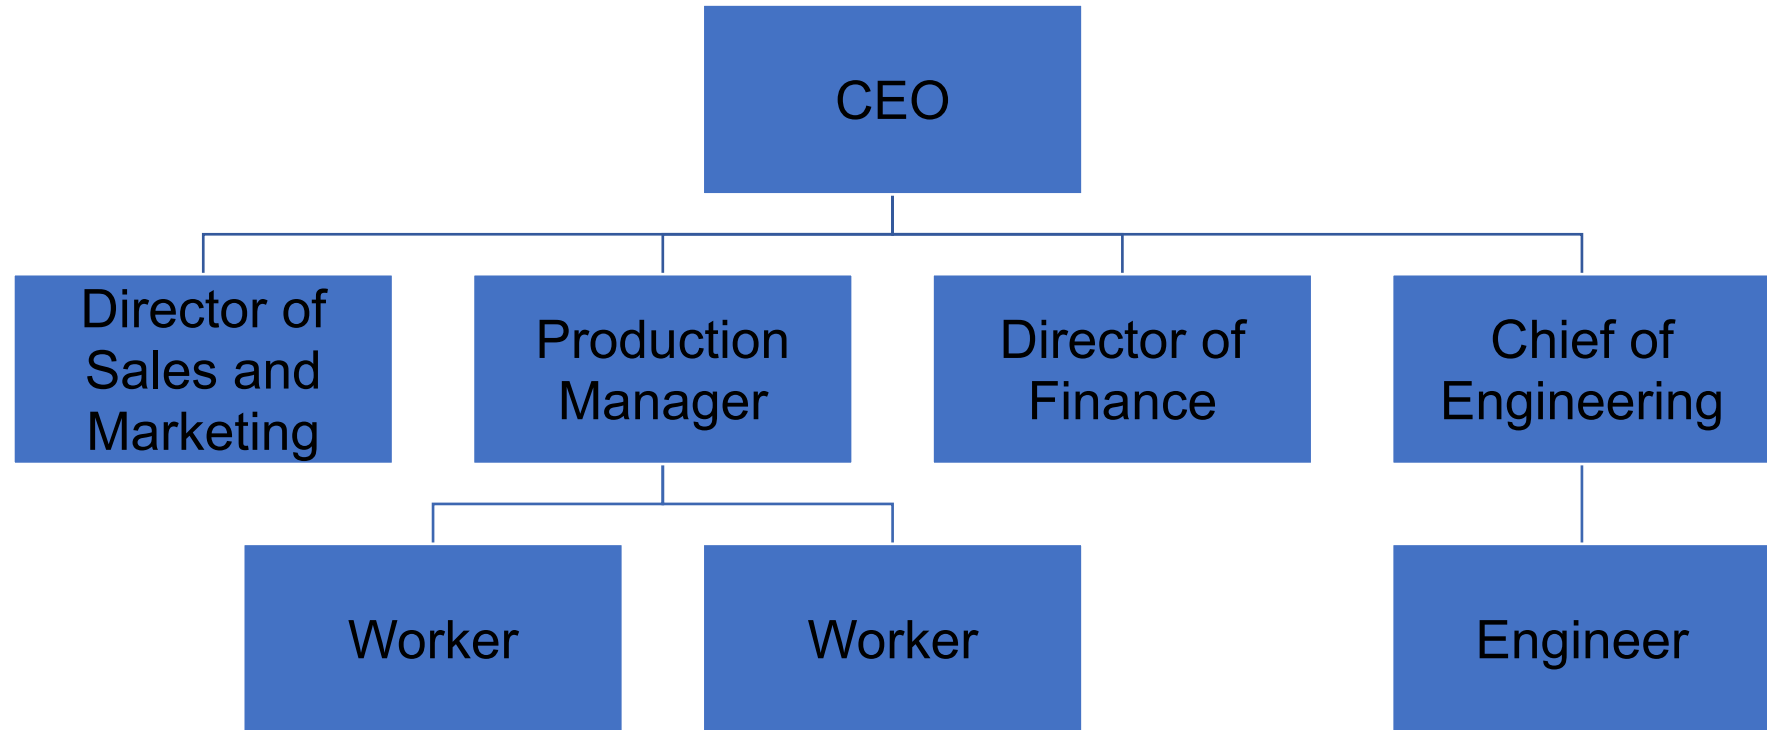 CEO
Director of
Sales and
Marketing
Production
Manager
Director of
Finance
Chief of
Engineering
Worker
Worker
Engineer